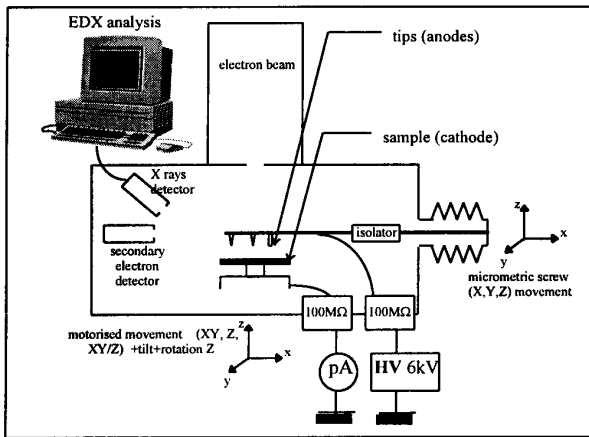 EDX analysis
tips (anodes)
electron beam
sample (cathode)
X rays
detector
isolator
secondary
electron
detector
z
x
y
micrometric screw
(X,Y,Z) movement
100MΩ
100MΩ
motorised movement (XY, Z,
XY/Z) +tilt+rotation Z
z
x
y
pA
HV 6kV